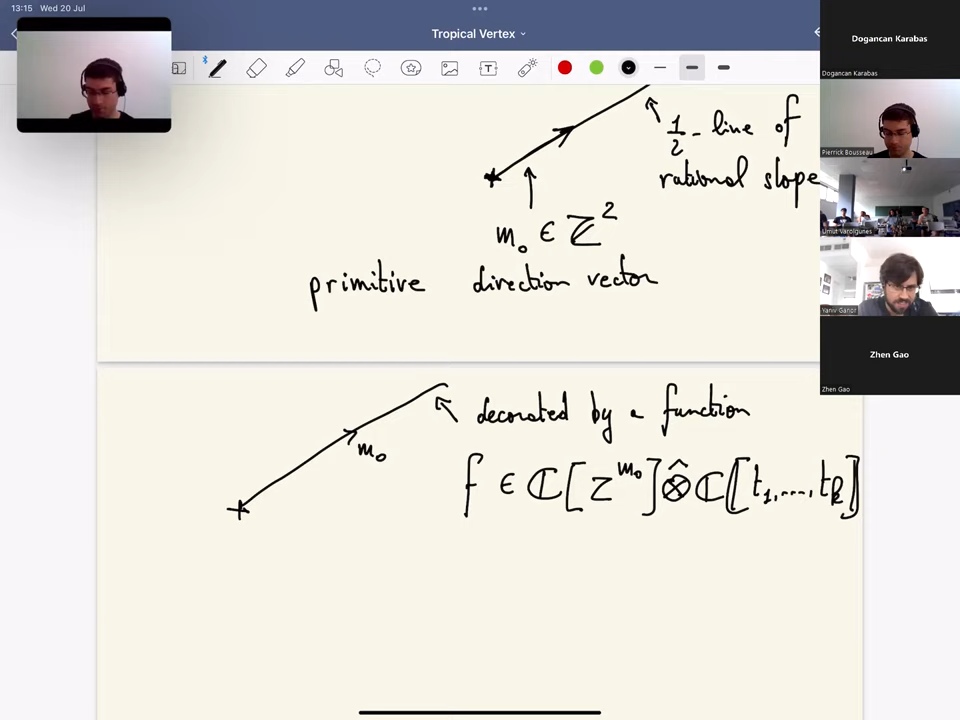 13:15 Wed 20 Jul
Tropical Vertex
Dogancan Karabas
Dogancan Karabas
Pierrick Bousseau
Umut Varolgunes
Yaniv Ganor
Zhen Gao
Zhen Gao
1/2 - line of
rational slope
m₀ ∈ ℤ²
primitive direction vector
decorated by a function
m₀
f ∈ ℂ[z^{m₀}] ⊗̂ ℂ[[t₁,...,t_k]]